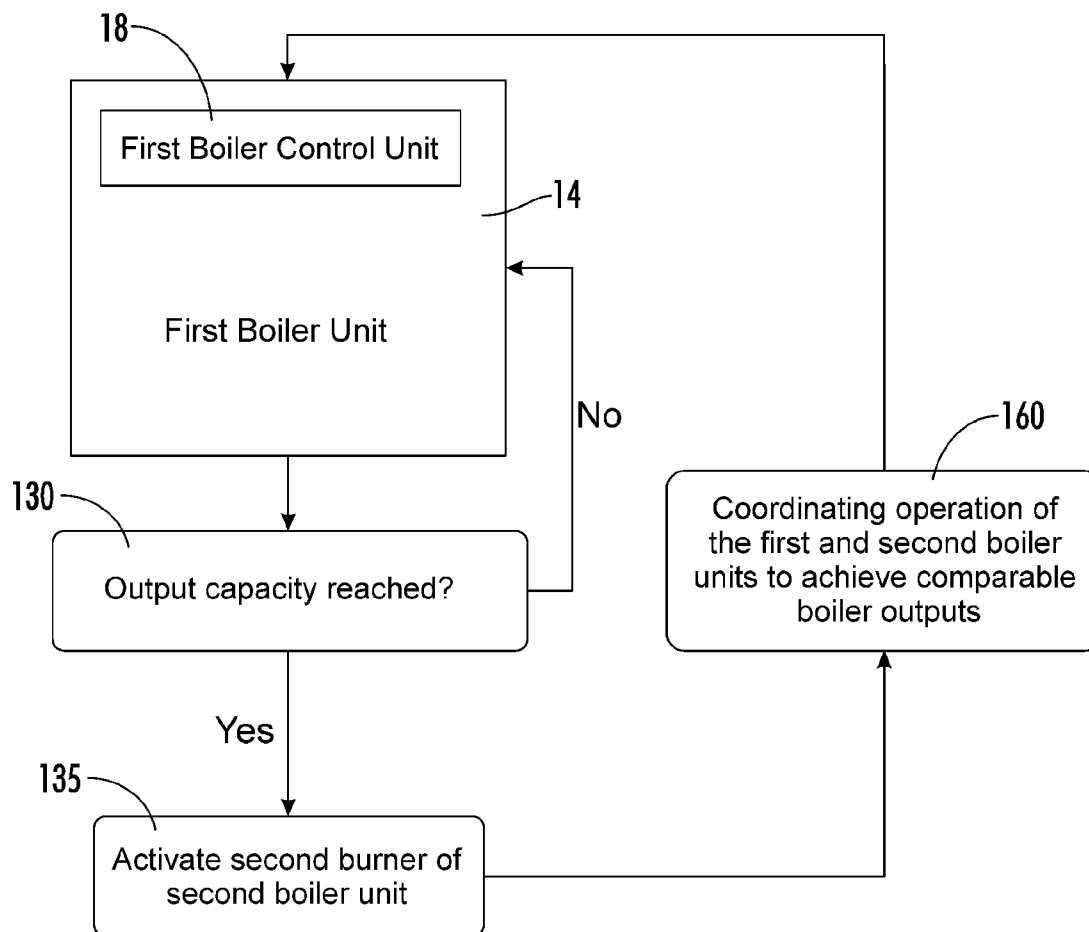 18
First Boiler Control Unit
14
First Boiler Unit
No
130
Output capacity reached?
Yes
135
Activate second burner of
second boiler unit
160
Coordinating operation of
the first and second boiler
units to achieve comparable
boiler outputs